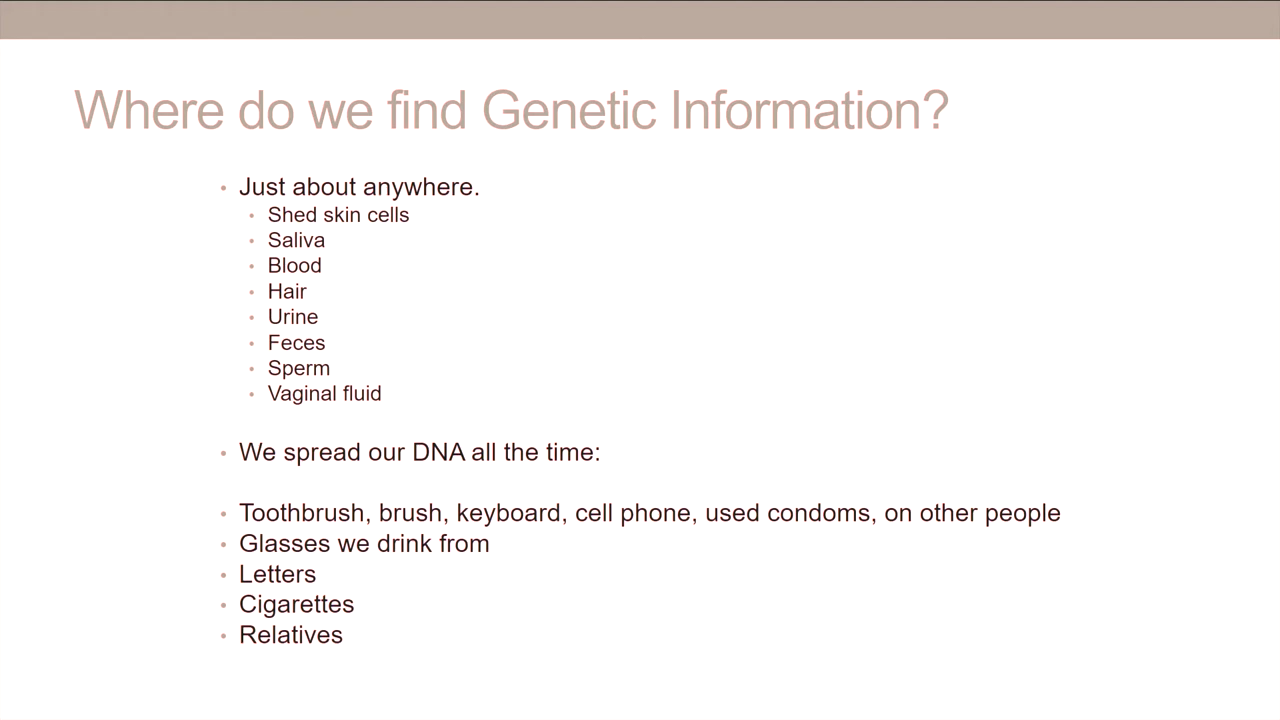 Where do we find Genetic Information?
• Just about anywhere.
• Shed skin cells
• Saliva
• Blood
• Hair
• Urine
• Feces
• Sperm
• Vaginal fluid
• We spread our DNA all the time:
• Toothbrush, brush, keyboard, cell phone, used condoms, on other people
• Glasses we drink from
• Letters
• Cigarettes
• Relatives